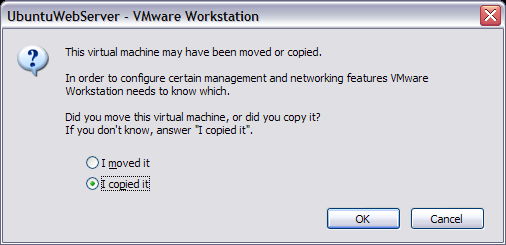 UbuntuWebServer - VMware Workstation
This virtual machine may have been moved or copied.
In order to configure certain management and networking features VMware
Workstation needs to know which.
Did you move this virtual machine, or did you copy it?
If you don't know, answer "I copied it".
I moved it
I copied it
OK
Cancel